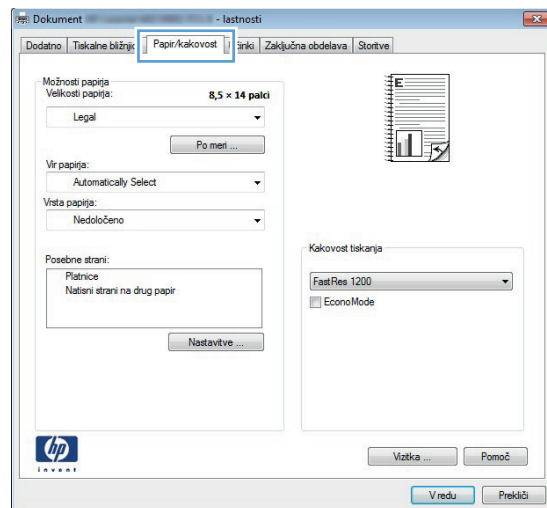 Dokument - lastnosti
Dodatno Tiskalne bližnjic Papir/kakovost činki Zaključna obdelava Storitve
Možnosti papirja
Velikosti papirja: 8,5 × 14 palci
Legal
Po meri ...
Vir papirja:
Automatically Select
Vrsta papirja:
Nedoločeno
Posebne strani:
Platnice
Natisni strani na drug papir
Nastavitve ...
E
Kakovost tiskanja
FastRes 1200
EconoMode
hp
invent
Vizitka ... Pomoč
V redu Prekliči